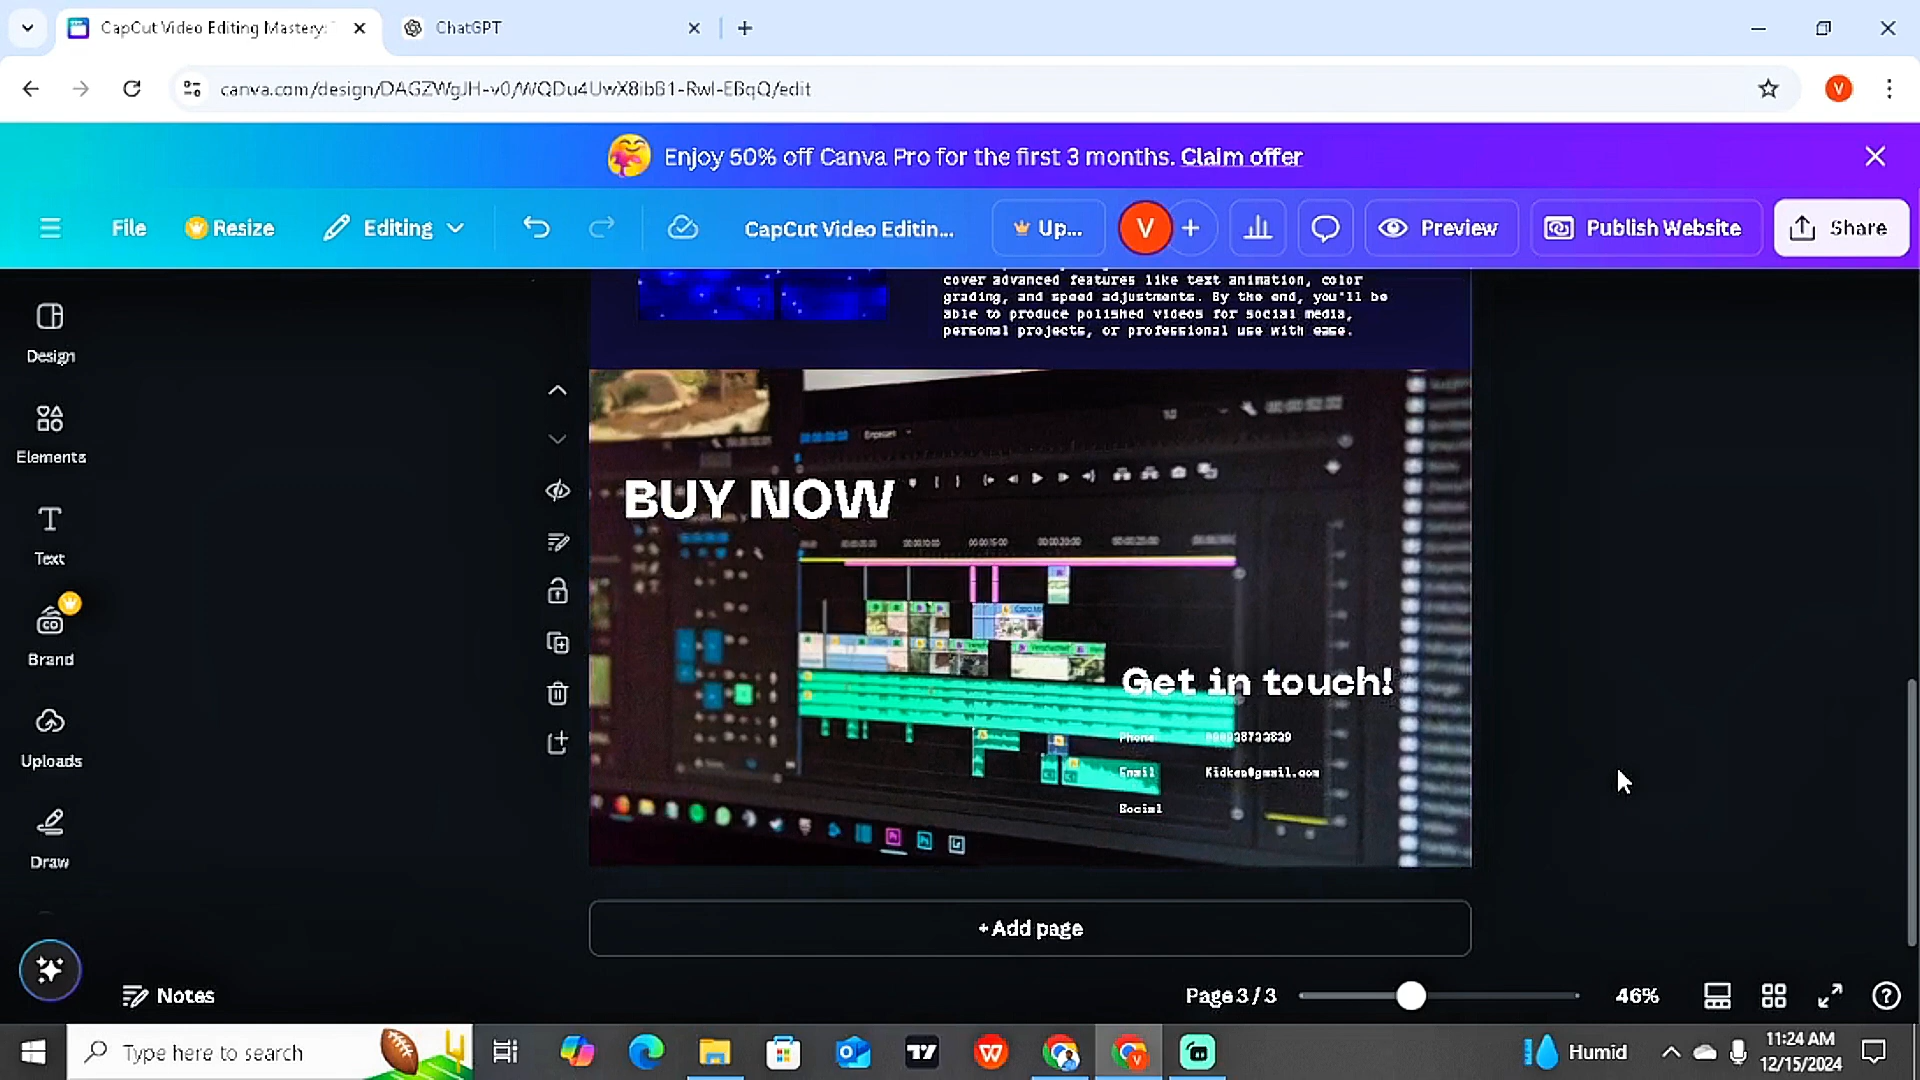 CapCut Video Editing Mastery:
ChatGPT
canva.com/design/DAGZWgJH-v0/WQDu4UwX8ibB1-Rwl-EBqQ/edit
Enjoy 50% off Canva Pro for the first 3 months. Claim offer
File
Resize
Editing
CapCut Video Editin...
Up...
V
Preview
Publish Website
Share
Design
Elements
Text
Brand
Uploads
Draw
cover advanced features like text animation, color
grading, and speed adjustments. By the end, you'll be
able to produce polished videos for social media,
personal projects, or professional use with ease.
BUY NOW
Get in touch!
Phone
Email Kidken@gmail.com
Social
+ Add page
Notes
Page 3 / 3
46%
Type here to search
Humid
11:24 AM
12/15/2024